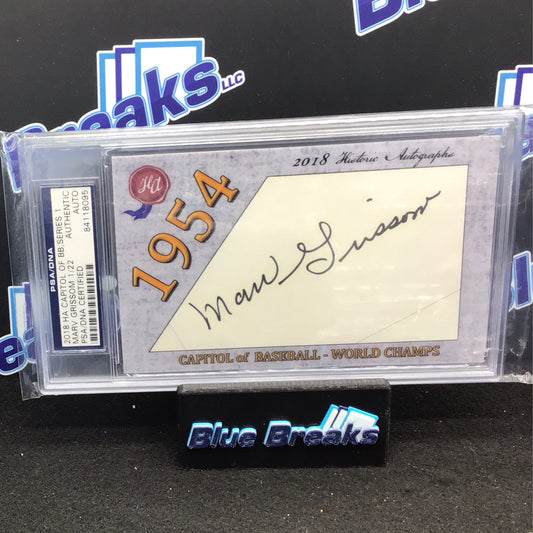 Breaks LLC
PSA/DNA
2018 HA CAPITOL OF BB SERIES 1
MARV GRISSOM 1/22 AUTHENTIC
PSA/DNA CERTIFIED AUTO
84118095
HA
1954
2018 Historic Autographs
Marv Grissom
CAPITOL of BASEBALL - WORLD CHAMPS
Blue Breaks